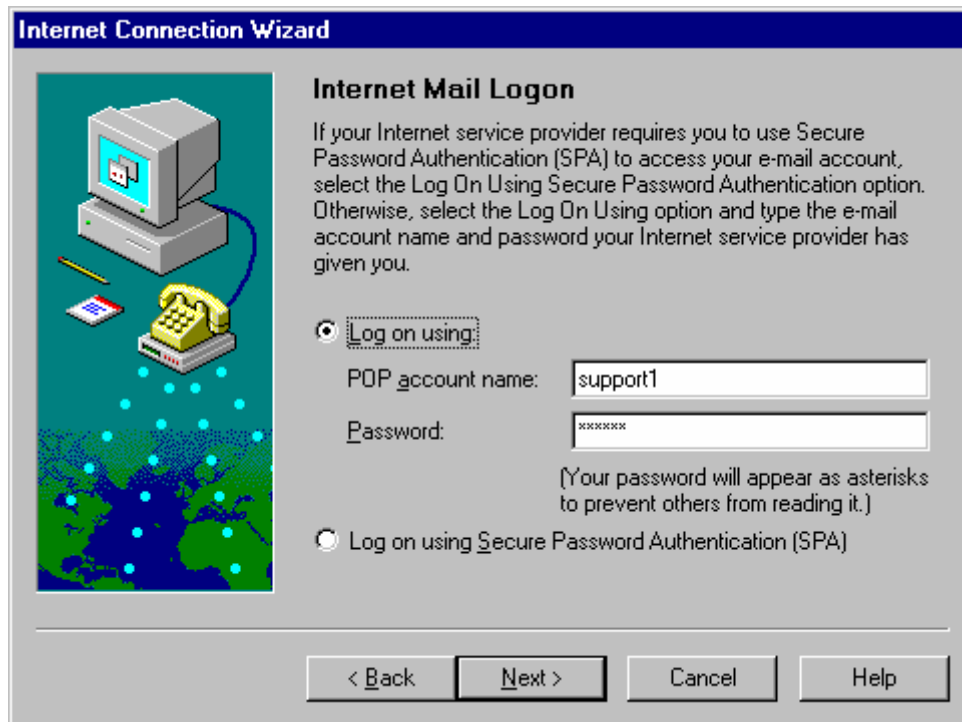 Internet Connection Wizard
Internet Mail Logon
If your Internet service provider requires you to use Secure
Password Authentication (SPA) to access your e-mail account,
select the Log On Using Secure Password Authentication option.
Otherwise, select the Log On Using option and type the e-mail
account name and password your Internet service provider has
given you.
Log on using:
POP account name: support1
Password: ******
(Your password will appear as asterisks
to prevent others from reading it.)
Log on using Secure Password Authentication (SPA)
< Back Next > Cancel Help